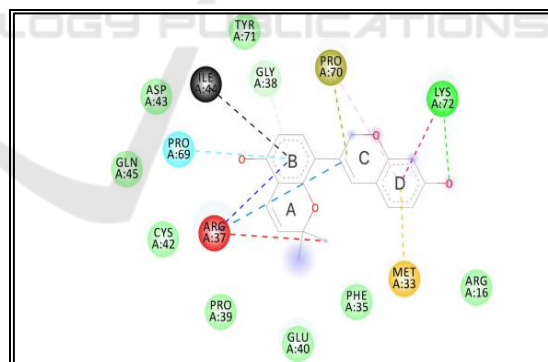 LOGY PUBLICATIONS
TYR
A:71
GLY
A:38
PRO
A:70
ILE
A:44
ASP
A:43
LYS
A:72
PRO
A:69
GLN
A:45
O
B
O
C
D
O
A
O
CYS
A:42
ARG
A:37
MET
A:33
ARG
A:16
PHE
A:35
PRO
A:39
GLU
A:40